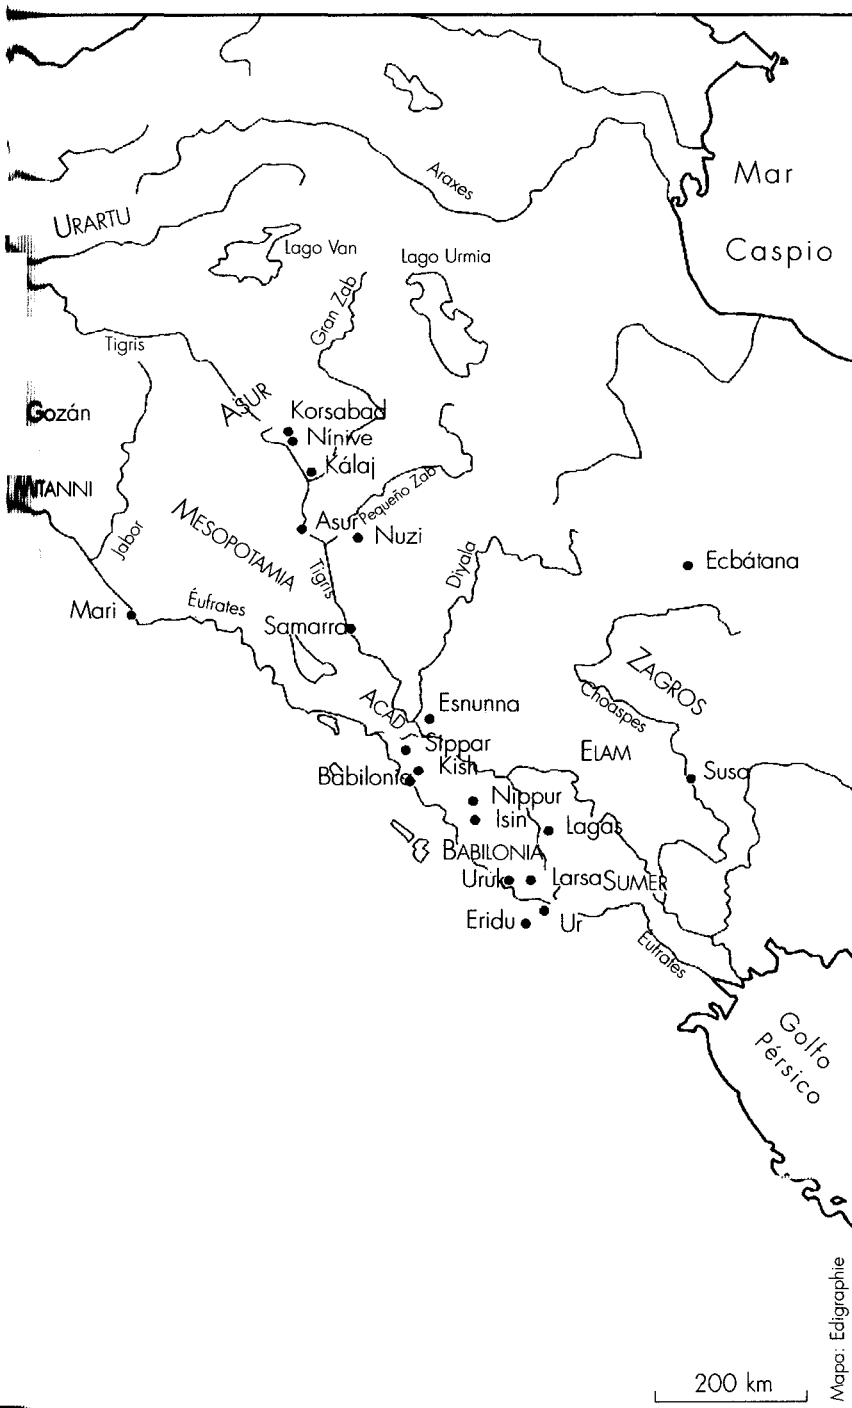 Araxes
Mar
Caspio
URARTU
Lago Van
Lago Urmia
Gran Zab
Tigris
ASUR
Gozán
Korsabad
Nínive
Kálaj
MITANNI
Pequeño Zab
MESOPOTAMIA
Asur
Nuzi
Jabor
Tigris
Diyala
Ecbátana
Mari
Éufrates
Samarra
ZAGROS
ACAD
Esnunna
Choaspes
Sippar
ELAM
Kish
Babilonia
Susa
Nippur
Isin
Lagas
BABILONIA
Uruk
Larsa
SUMER
Eridu
Ur
Eufrates
Golfo
Pérsico
Mapa: Edigraphie
200 km